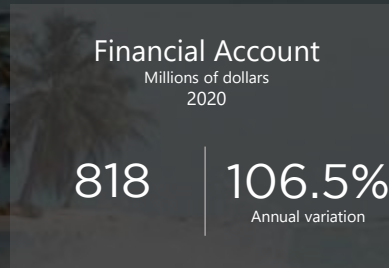 Financial Account
Millions of dollars
2020
818
106.5%
Annual variation